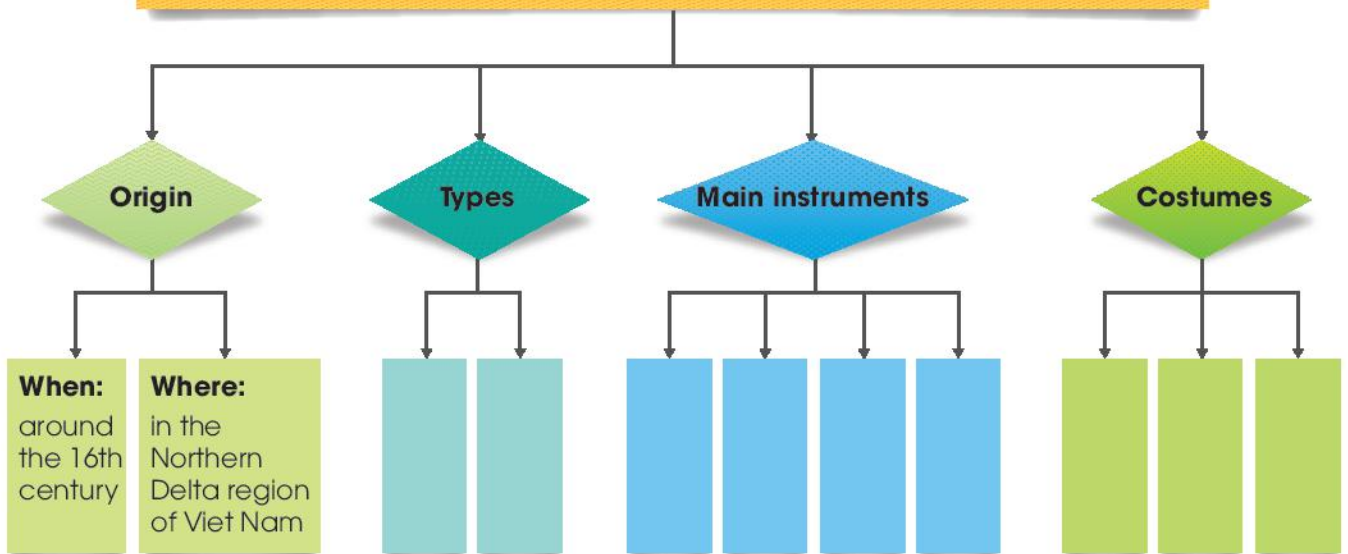 Origin
Types
Main instruments
Costumes
When:
around
the 16th
century
Where:
in the
Northern
Delta region
of Viet Nam